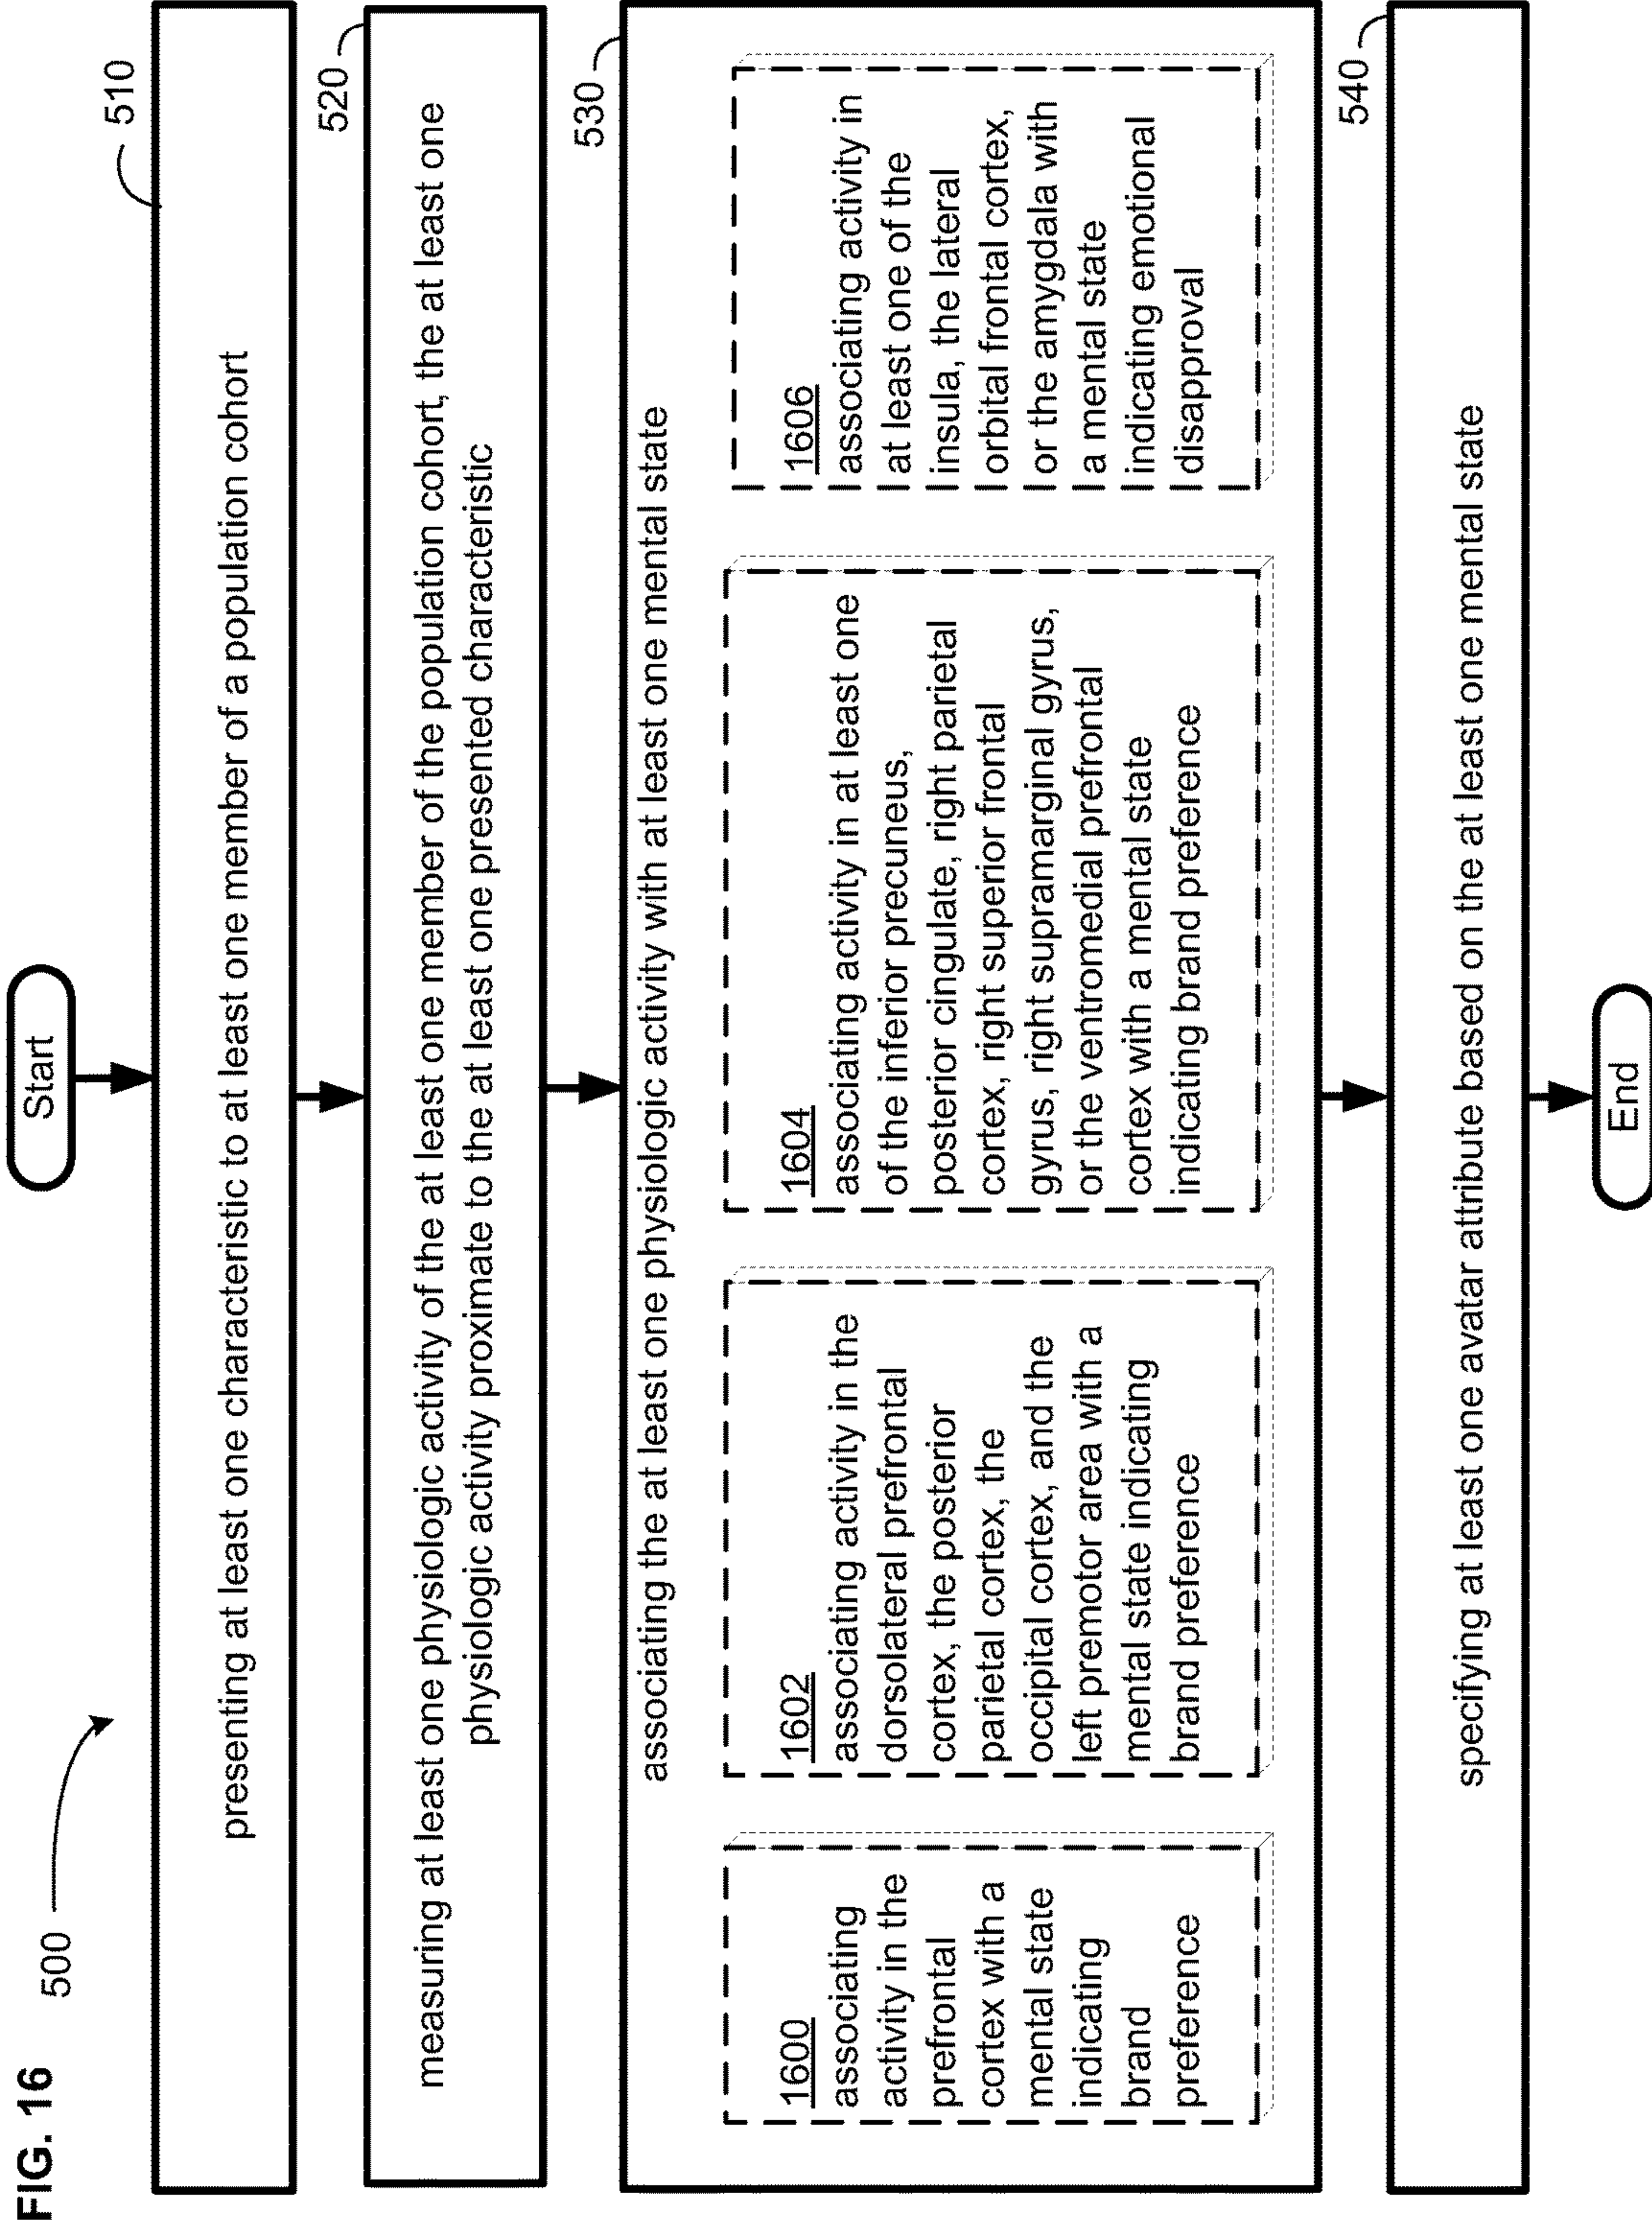 FIG. 16
500
Start
510
presenting at least one characteristic to at least one member of a population cohort
520
measuring at least one physiologic activity of the at least one member of the population cohort, the at least one
physiologic activity proximate to the at least one presented characteristic
530
associating the at least one physiologic activity with at least one mental state
1600
associating
activity in the
prefrontal
cortex with a
mental state
indicating
brand
preference
1602
associating activity in the
dorsolateral prefrontal
cortex, the posterior
parietal cortex, the
occipital cortex, and the
left premotor area with a
mental state indicating
brand preference
1604
associating activity in at least one
of the inferior precuneus,
posterior cingulate, right parietal
cortex, right superior frontal
gyrus, right supramarginal gyrus,
or the ventromedial prefrontal
cortex with a mental state
indicating brand preference
1606
associating activity in
at least one of the
insula, the lateral
orbital frontal cortex,
or the amygdala with
a mental state
indicating emotional
disapproval
540
specifying at least one avatar attribute based on the at least one mental state
End